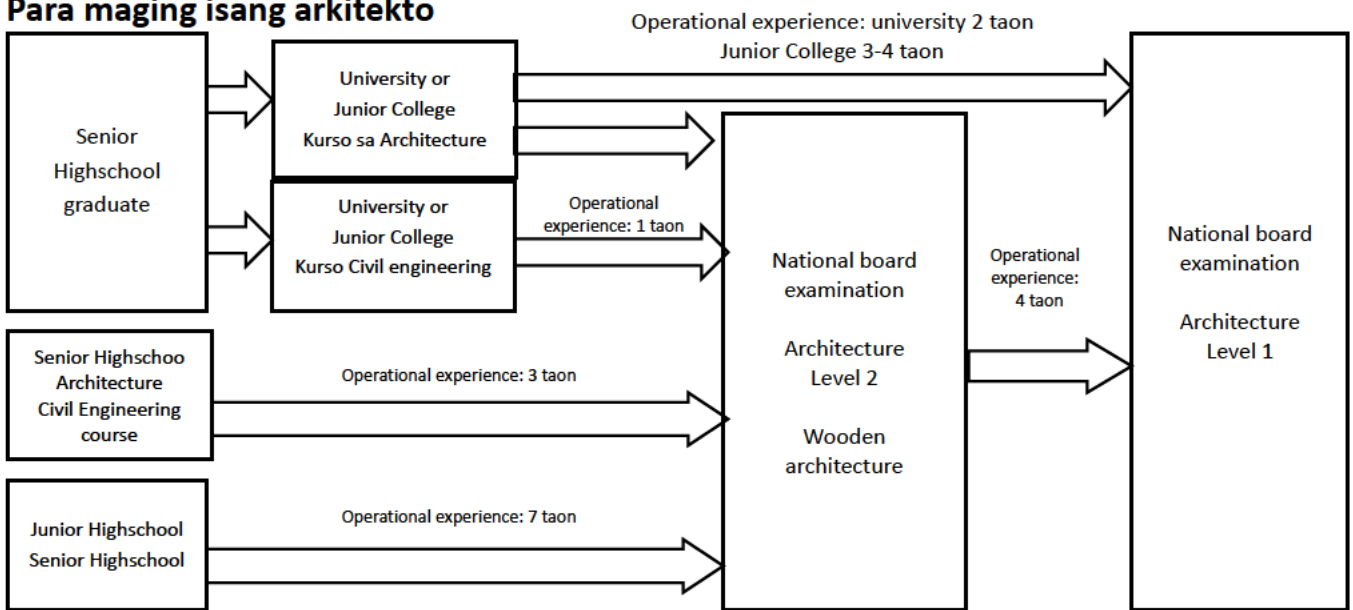 Para maging isang arkitekto
Operational experience: university 2 taon
Junior College 3-4 taon
Senior
Highschool
graduate
University or
Junior College
Kurso sa Architecture
University or
Junior College
Kurso Civil engineering
Operational
experience: 1 taon
Senior Highschoo
Architecture
Civil Engineering
course
Operational experience: 3 taon
Junior Highschool
Senior Highschool
Operational experience: 7 taon
National board
examination
Architecture
Level 2
Wooden
architecture
Operational
experience:
4 taon
National board
examination
Architecture
Level 1